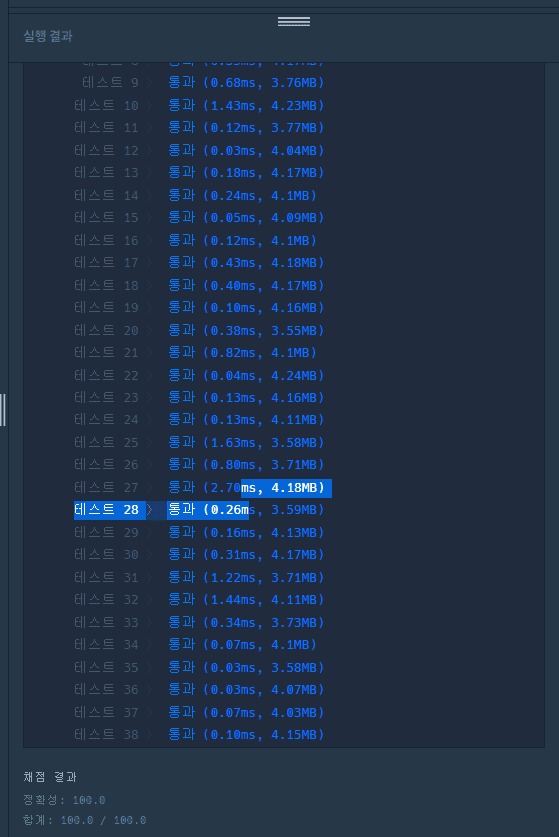 실행 결과
테스트 9 〉 통과 (0.68ms, 3.76MB)
테스트 10 〉 통과 (1.43ms, 4.23MB)
테스트 11 〉 통과 (0.12ms, 3.77MB)
테스트 12 〉 통과 (0.03ms, 4.04MB)
테스트 13 〉 통과 (0.18ms, 4.17MB)
테스트 14 〉 통과 (0.24ms, 4.1MB)
테스트 15 〉 통과 (0.05ms, 4.09MB)
테스트 16 〉 통과 (0.12ms, 4.1MB)
테스트 17 〉 통과 (0.43ms, 4.18MB)
테스트 18 〉 통과 (0.40ms, 4.17MB)
테스트 19 〉 통과 (0.10ms, 4.16MB)
테스트 20 〉 통과 (0.38ms, 3.55MB)
테스트 21 〉 통과 (0.82ms, 4.1MB)
테스트 22 〉 통과 (0.04ms, 4.24MB)
테스트 23 〉 통과 (0.13ms, 4.16MB)
테스트 24 〉 통과 (0.13ms, 4.11MB)
테스트 25 〉 통과 (1.63ms, 3.58MB)
테스트 26 〉 통과 (0.80ms, 3.71MB)
테스트 27 〉 통과 (2.70ms, 4.18MB)
테스트 28 〉 통과 (0.26ms, 3.59MB)
테스트 29 〉 통과 (0.16ms, 4.13MB)
테스트 30 〉 통과 (0.31ms, 4.17MB)
테스트 31 〉 통과 (1.22ms, 3.71MB)
테스트 32 〉 통과 (1.44ms, 4.11MB)
테스트 33 〉 통과 (0.34ms, 3.73MB)
테스트 34 〉 통과 (0.07ms, 4.1MB)
테스트 35 〉 통과 (0.03ms, 3.58MB)
테스트 36 〉 통과 (0.03ms, 4.07MB)
테스트 37 〉 통과 (0.07ms, 4.03MB)
테스트 38 〉 통과 (0.10ms, 4.15MB)
채점 결과
정확성: 100.0
합계: 100.0 / 100.0